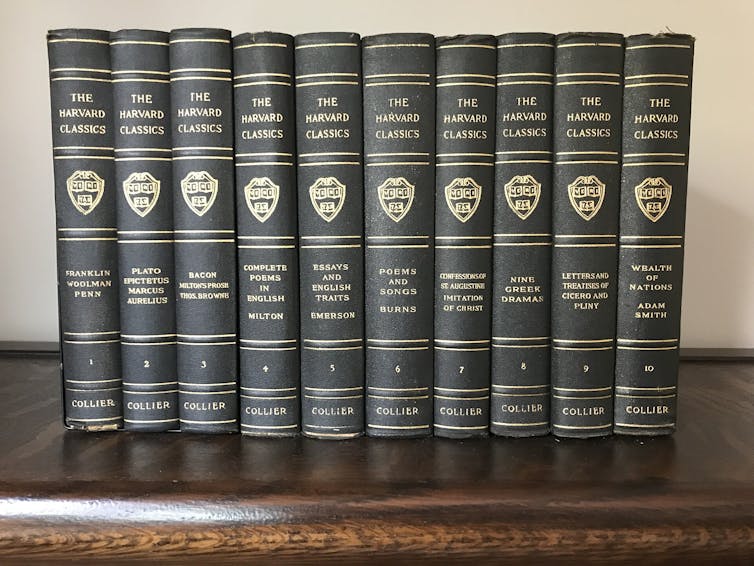 THE
HARVARD
CLASSICS
FRANKLIN
WOOLMAN
PENN
1
COLLIER
THE
HARVARD
CLASSICS
PLATO
EPICTETUS
MARCUS
AURELIUS
2
COLLIER
THE
HARVARD
CLASSICS
BACON
MILTON'S PROSE
THOS. BROWNE
3
COLLIER
THE
HARVARD
CLASSICS
COMPLETE
POEMS
IN
ENGLISH
MILTON
4
COLLIER
THE
HARVARD
CLASSICS
ESSAYS
AND
ENGLISH
TRAITS
EMERSON
5
COLLIER
THE
HARVARD
CLASSICS
POEMS
AND
SONGS
BURNS
6
COLLIER
THE
HARVARD
CLASSICS
CONFESSIONS OF
ST. AUGUSTINE
IMITATION
OF CHRIST
7
COLLIER
THE
HARVARD
CLASSICS
NINE
GREEK
DRAMAS
8
COLLIER
THE
HARVARD
CLASSICS
LETTERS AND
TREATISES OF
CICERO AND
PLINY
9
COLLIER
THE
HARVARD
CLASSICS
WEALTH
OF
NATIONS
ADAM
SMITH
10
COLLIER